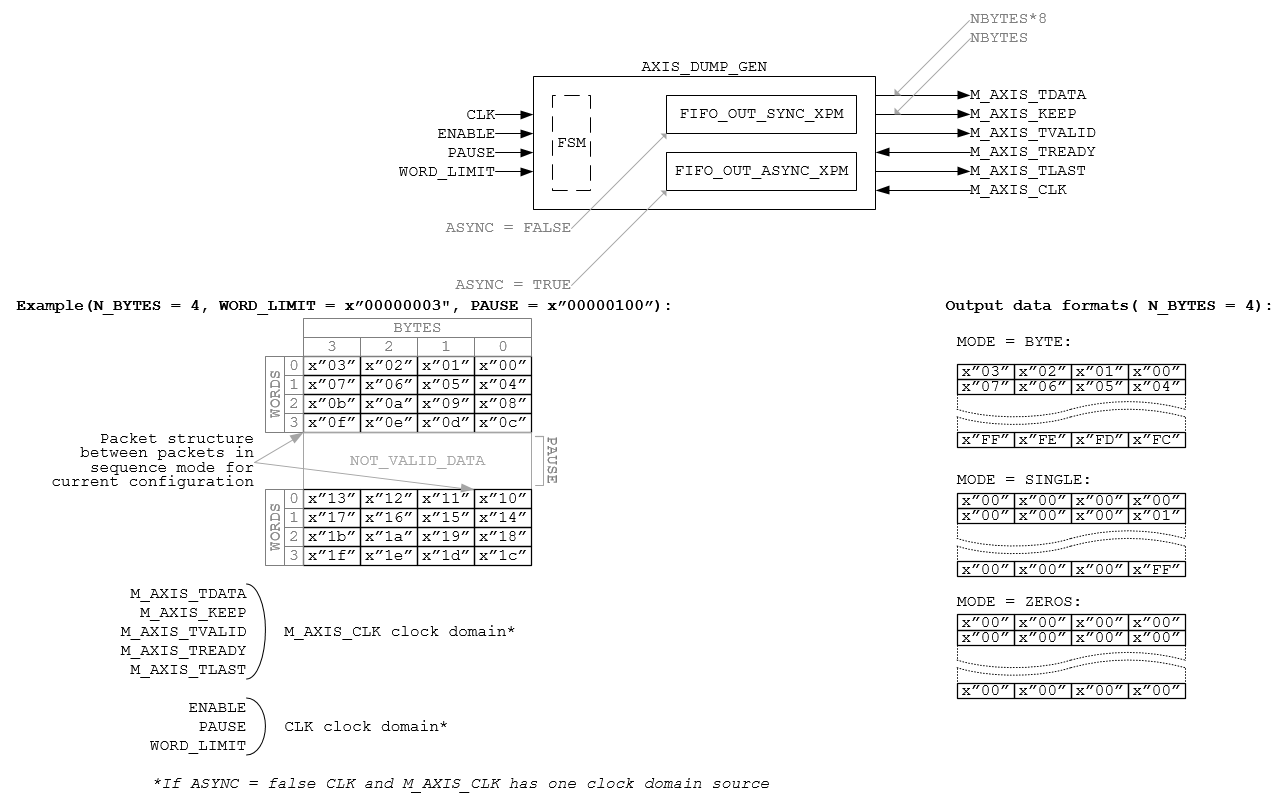 NBYTES*8
NBYTES
AXIS_DUMP_GEN
CLK
ENABLE
PAUSE
WORD_LIMIT
FSM
FIFO_OUT_SYNC_XPM
FIFO_OUT_ASYNC_XPM
M_AXIS_TDATA
M_AXIS_KEEP
M_AXIS_TVALID
M_AXIS_TREADY
M_AXIS_TLAST
M_AXIS_CLK
ASYNC = FALSE
ASYNC = TRUE
Example(N_BYTES = 4, WORD_LIMIT = x”00000003", PAUSE = x”00000100”):
BYTES
3 2 1 0
WORDS
0 x”03” x”02” x”01” x”00”
1 x”07” x”06” x”05” x”04”
2 x”0b” x”0a” x”09” x”08”
3 x”0f” x”0e” x”0d” x”0c”
Packet structure
between packets in
sequence mode for
current configuration
NOT_VALID_DATA
PAUSE
WORDS
0 x”13” x”12” x”11” x”10”
1 x”17” x”16” x”15” x”14”
2 x”1b” x”1a” x”19” x”18”
3 x”1f” x”1e” x”1d” x”1c”
M_AXIS_TDATA
M_AXIS_KEEP
M_AXIS_TVALID
M_AXIS_TREADY
M_AXIS_TLAST
M_AXIS_CLK clock domain*
ENABLE
PAUSE
WORD_LIMIT
CLK clock domain*
*If ASYNC = false CLK and M_AXIS_CLK has one clock domain source
Output data formats( N_BYTES = 4):
MODE = BYTE:
x”03” x”02” x”01” x”00”
x”07” x”06” x”05” x”04”
x”FF” x”FE” x”FD” x”FC”
MODE = SINGLE:
x”00” x”00” x”00” x”00”
x”00” x”00” x”00” x”01”
x”00” x”00” x”00” x”FF”
MODE = ZEROS:
x”00” x”00” x”00” x”00”
x”00” x”00” x”00” x”00”
x”00” x”00” x”00” x”00”